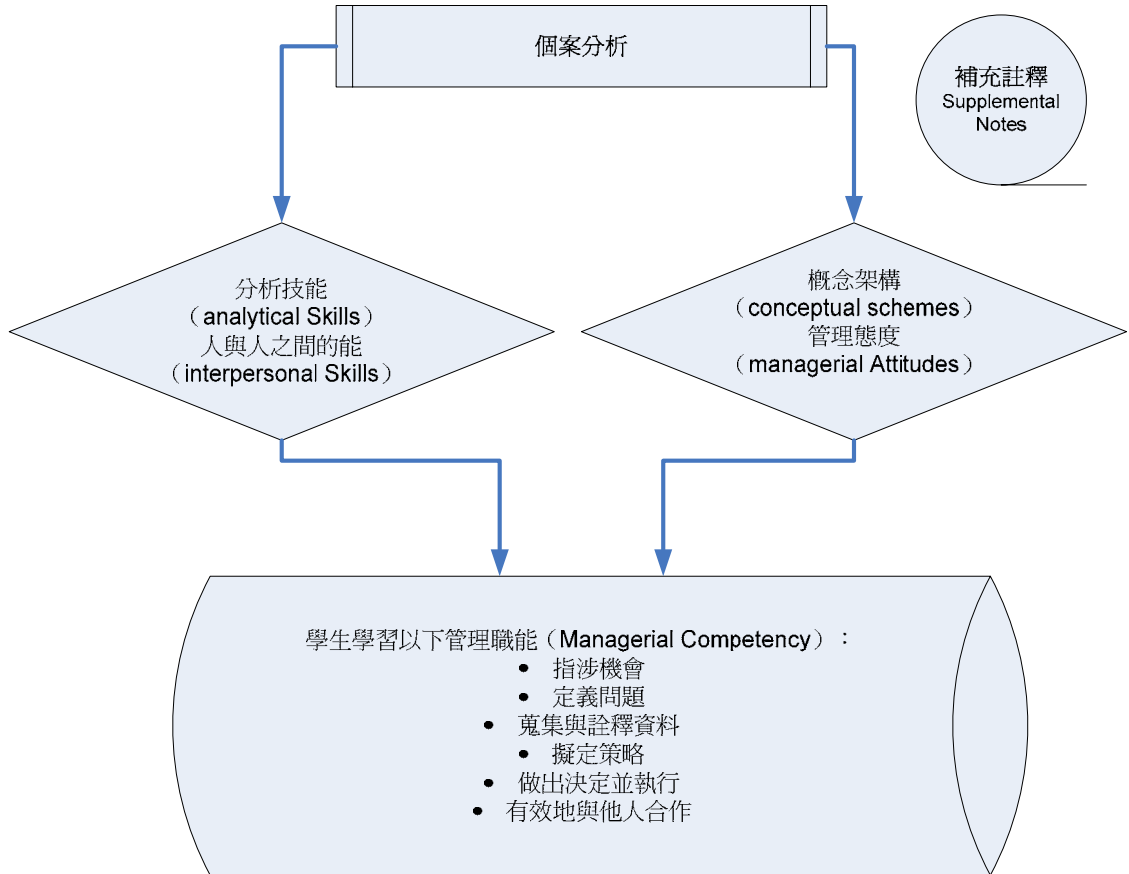 個案分析
補充註釋
Supplemental
Notes
分析技能
（analytical Skills）
人與人之間的能
（interpersonal Skills）
概念架構
（conceptual schemes）
管理態度
（managerial Attitudes）
學生學習以下管理職能（Managerial Competency）：
• 指涉機會
• 定義問題
• 蒐集與詮釋資料
• 擬定策略
• 做出決定並執行
• 有效地與他人合作